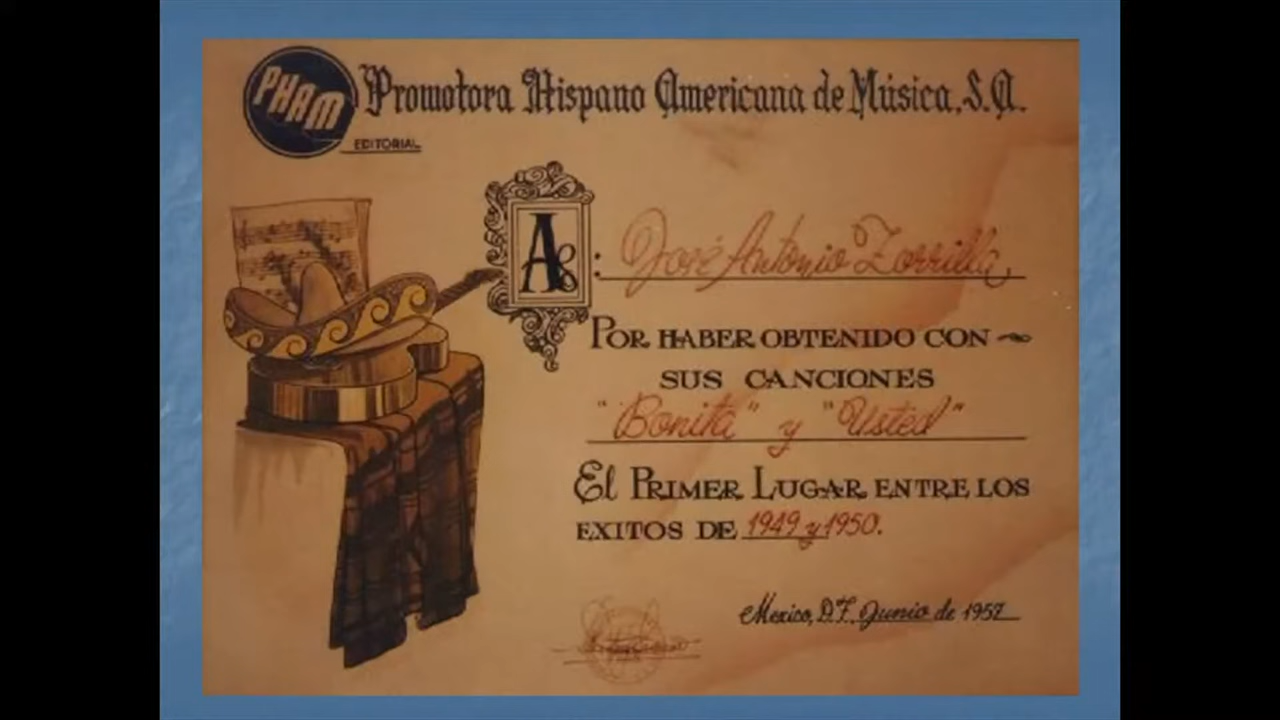 PHAM
Promotora Hispano Americana de Música, S.A.
EDITORIAL
A: José Antonio Zorrilla,
POR HABER OBTENIDO CON
SUS CANCIONES
"Bonita" y "Usted"
El PRIMER LUGAR ENTRE LOS
EXITOS DE 1949 y 1950.
Mexico, D.F. Junio de 1957